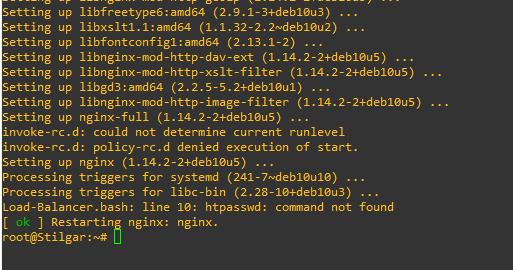 Setting up libfreetype6:amd64 (2.9.1-3+deb10u3) ...
Setting up libxslt1.1:amd64 (1.1.32-2.2~deb10u2) ...
Setting up libfontconfig1:amd64 (2.13.1-2) ...
Setting up libnginx-mod-http-dav-ext (1.14.2-2+deb10u5) ...
Setting up libnginx-mod-http-xslt-filter (1.14.2-2+deb10u5) ...
Setting up libgd3:amd64 (2.2.5-5.2+deb10u1) ...
Setting up libnginx-mod-http-image-filter (1.14.2-2+deb10u5) ...
Setting up nginx-full (1.14.2-2+deb10u5) ...
invoke-rc.d: could not determine current runlevel
invoke-rc.d: policy-rc.d denied execution of start.
Setting up nginx (1.14.2-2+deb10u5) ...
Processing triggers for systemd (241-7~deb10u10) ...
Processing triggers for libc-bin (2.28-10+deb10u3) ...
Load-Balancer.bash: line 10: htpasswd: command not found
[ ok ] Restarting nginx: nginx.
root@Stilgar:~#